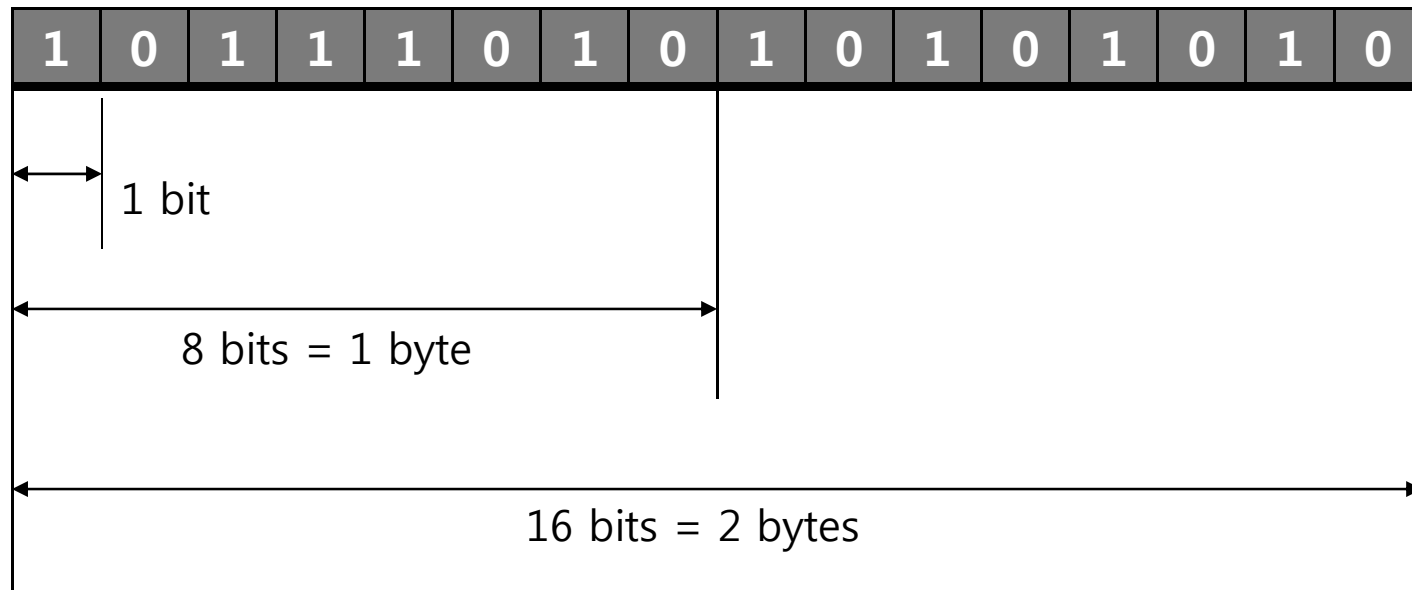 1 0 1 1 1 0 1 0 1 0 1 0 1 0 1 0
1 bit
8 bits = 1 byte
16 bits = 2 bytes